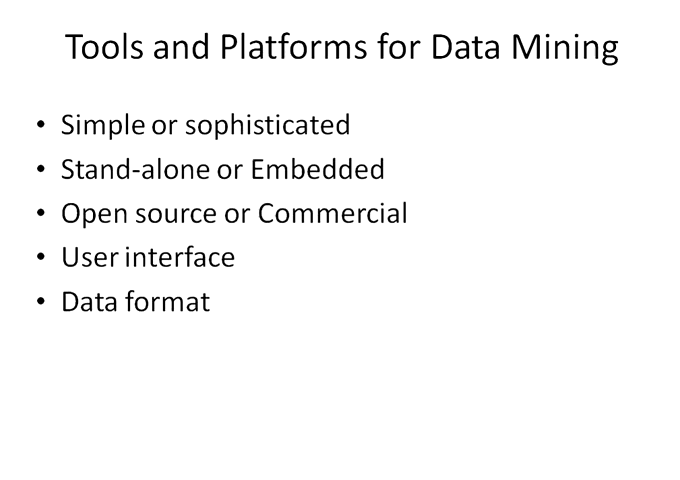 Tools and Platforms for Data Mining
• Simple or sophisticated
• Stand-alone or Embedded
• Open source or Commercial
• User interface
• Data format